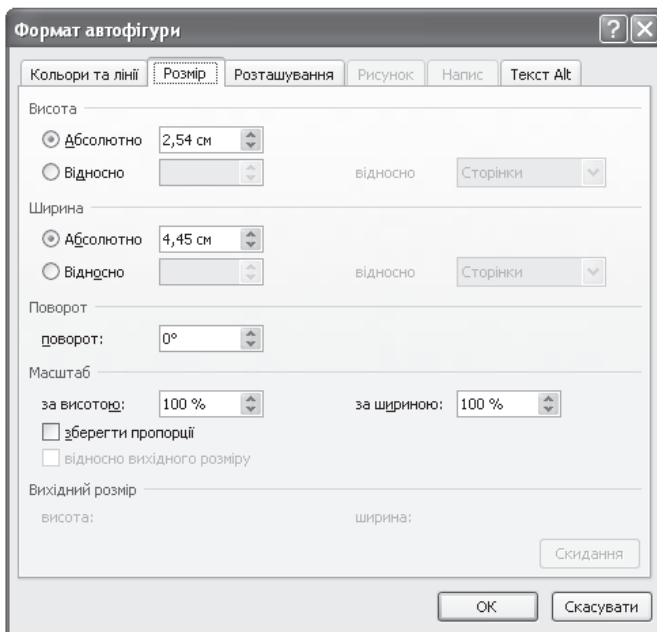 Формат автофігури
Кольори та лінії Розмір Розташування Рисунок Напис Текст Alt
Висота
Абсолютно 2,54 см
Відносно відносно Сторінки
Ширина
Абсолютно 4,45 см
Відносно відносно Сторінки
Поворот
поворот: 0°
Масштаб
за висотою: 100 % за шириною: 100 %
зберегти пропорції
відносно вихідного розміру
Вихідний розмір
висота: ширина:
Скидання
ОК Скасувати